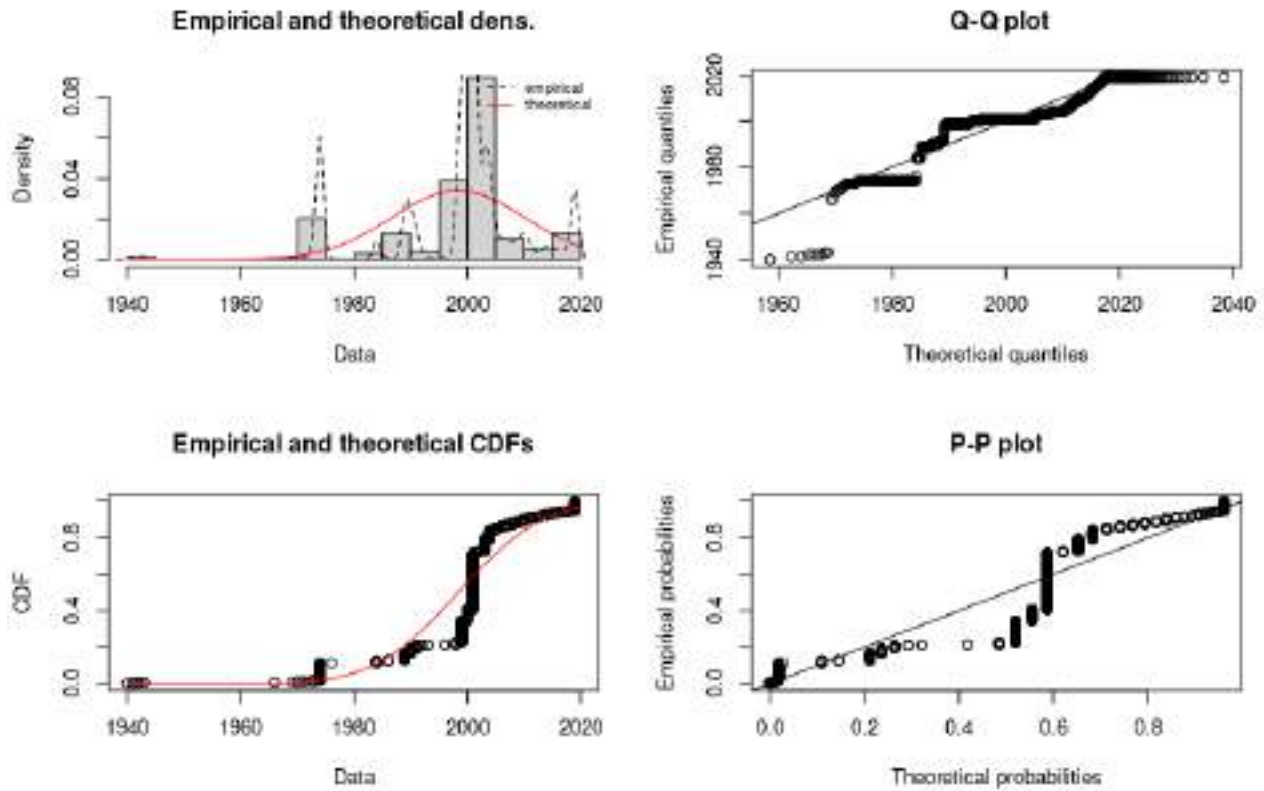 Empirical and theoretical dens.
Density
0.00 0.04 0.08
empirical
theoretical
1940 1960 1980 2000 2020
Data
Q-Q plot
Empirical quantiles
1940 1980 2020
1960 1980 2000 2020 2040
Theoretical quantiles
Empirical and theoretical CDFs
CDF
0.0 0.4 0.8
1940 1960 1980 2000 2020
Data
P-P plot
Empirical probabilities
0.0 0.4 0.8
0.0 0.2 0.4 0.6 0.8
Theoretical probabilities